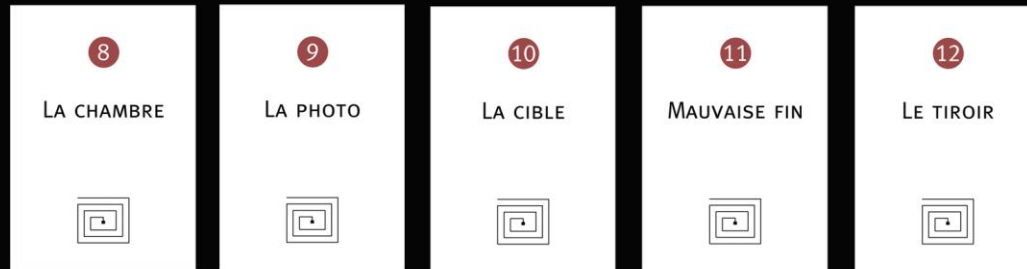 8
LA CHAMBRE
9
LA PHOTO
10
LA CIBLE
11
MAUVAISE FIN
12
LE TIROIR